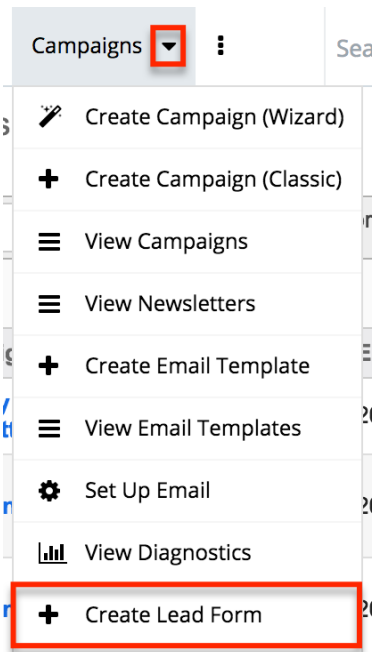 Campaigns
Sea
Create Campaign (Wizard)
Create Campaign (Classic)
View Campaigns
View Newsletters
Create Email Template
View Email Templates
Set Up Email
View Diagnostics
Create Lead Form